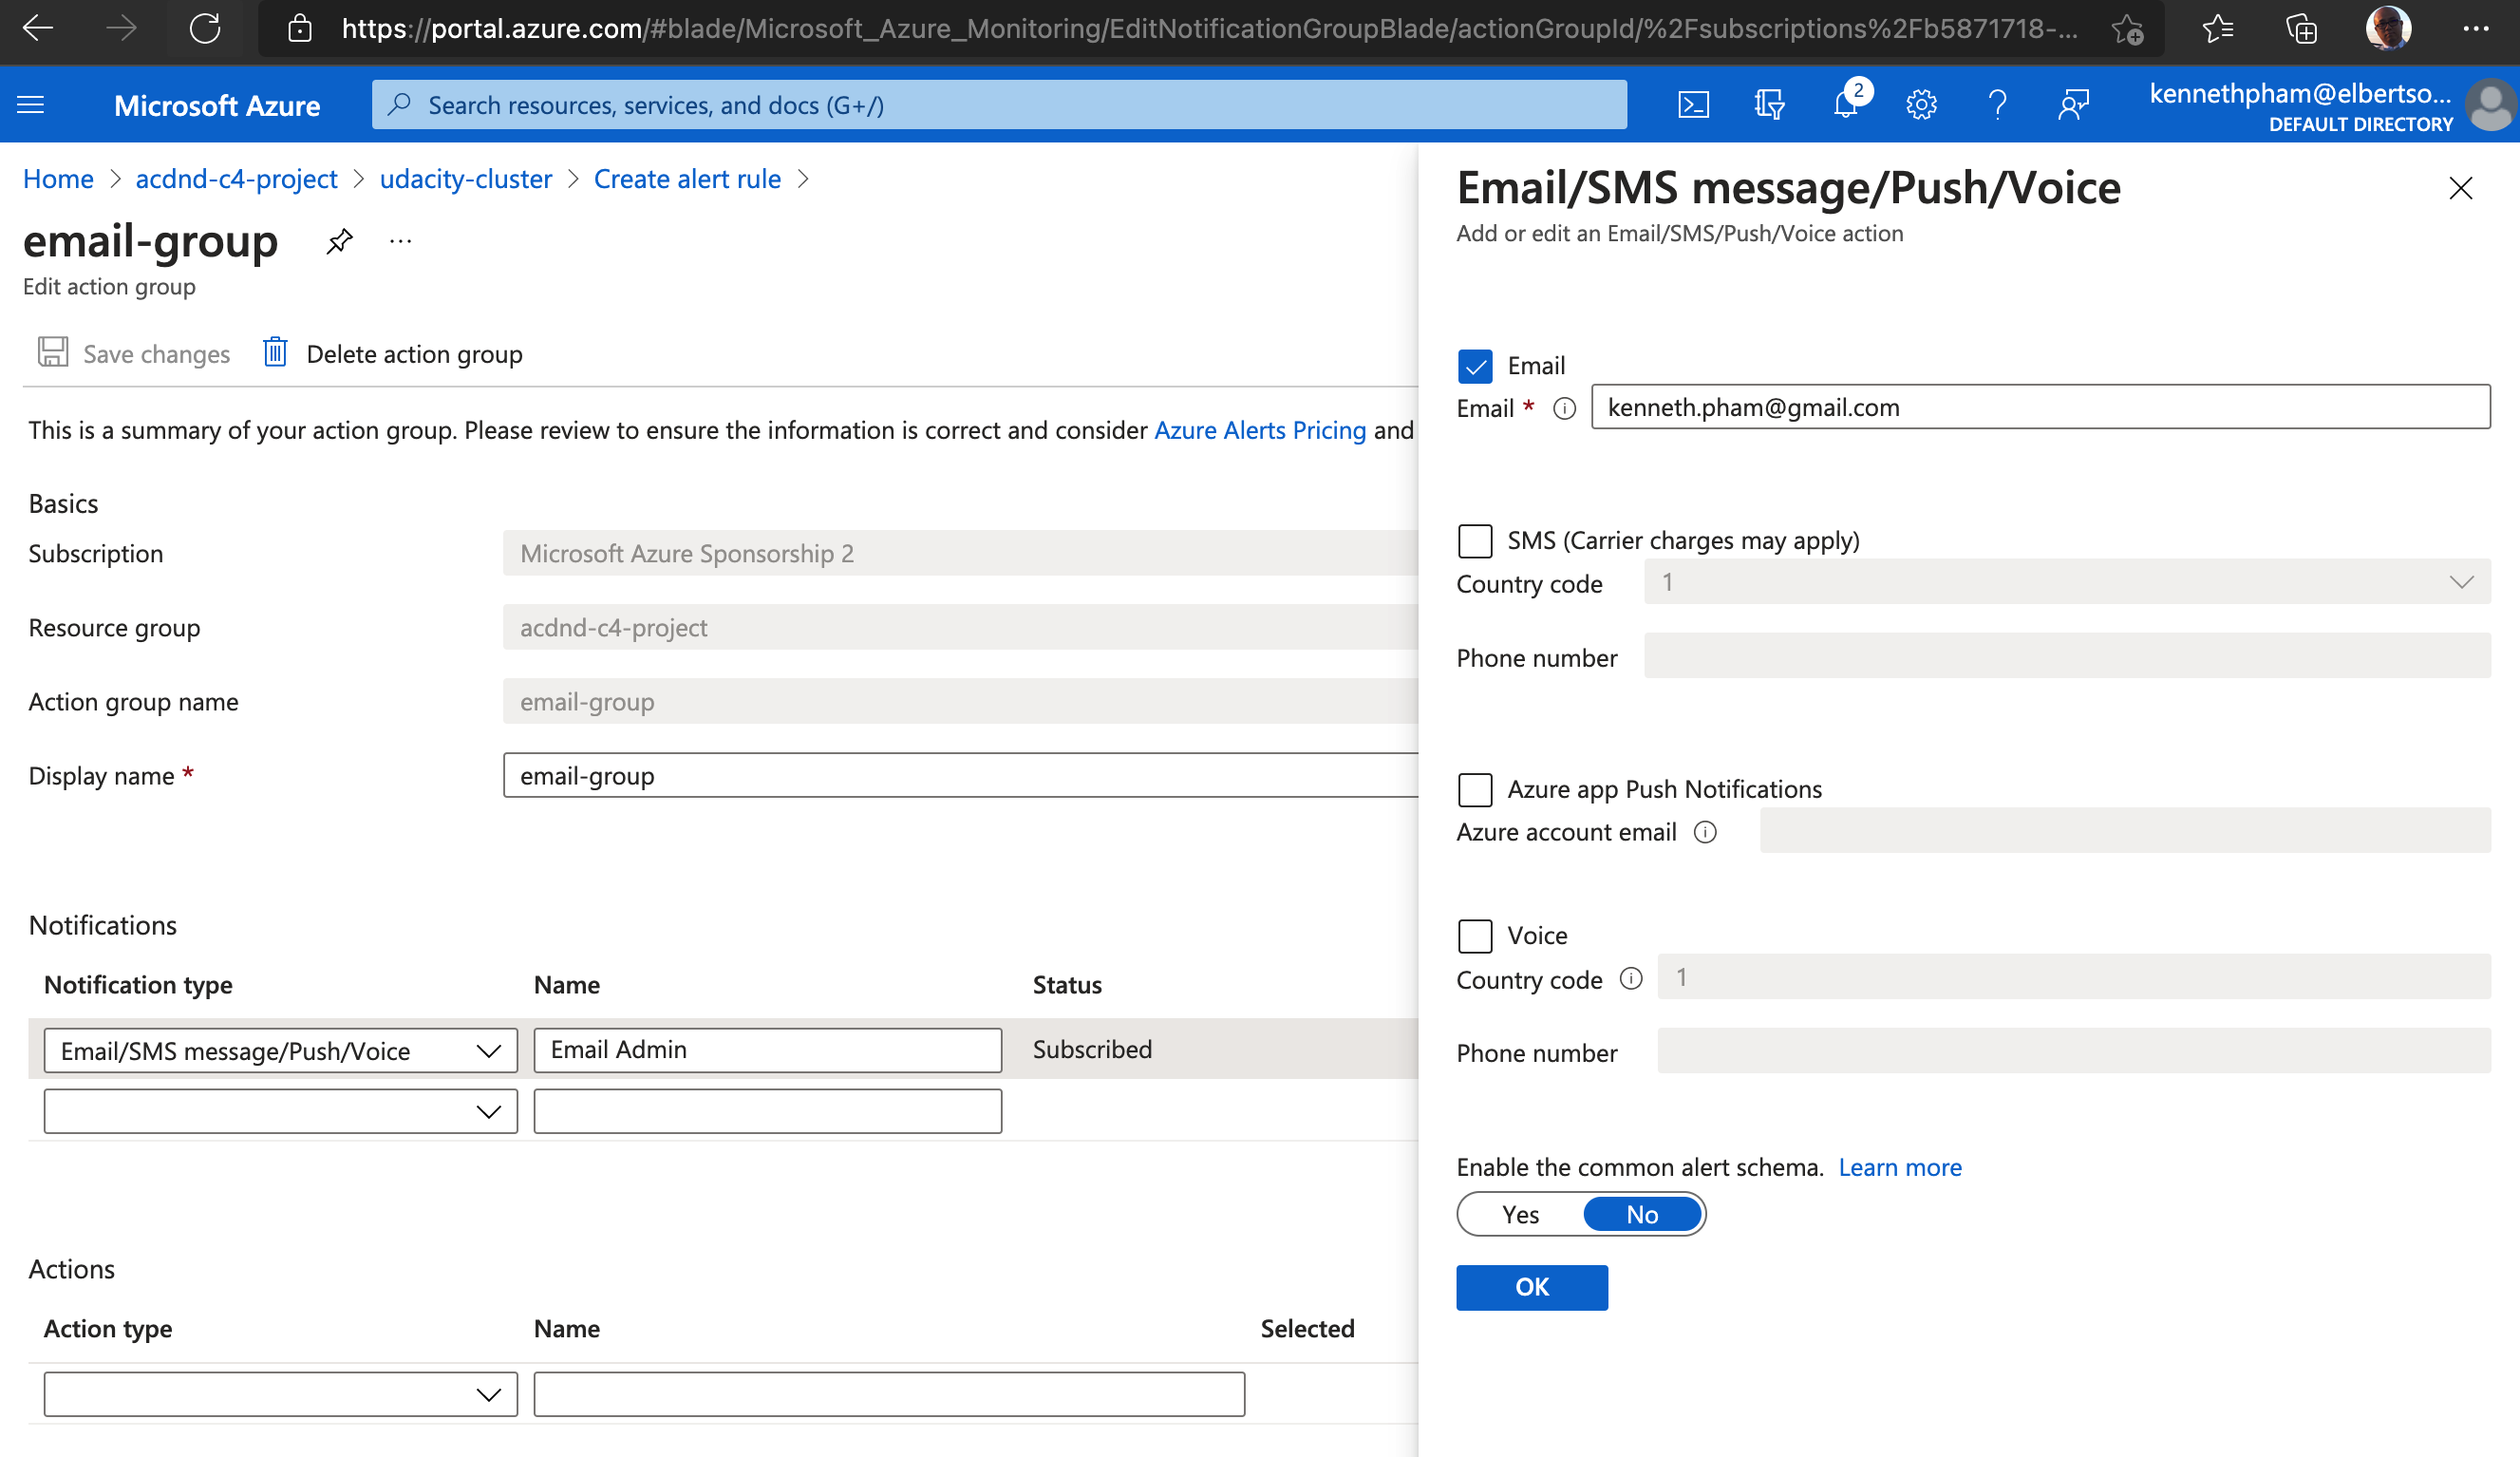 https://portal.azure.com/#blade/Microsoft_Azure_Monitoring/EditNotificationGroupBlade/actionGroupId/%2Fsubscriptions%2Fb5871718-...
Microsoft Azure
Search resources, services, and docs (G+/)
2
kennethpham@elbertso...
DEFAULT DIRECTORY
Home > acdnd-c4-project > udacity-cluster > Create alert rule >
email-group
...
Edit action group
Save changes
Delete action group
This is a summary of your action group. Please review to ensure the information is correct and consider Azure Alerts Pricing and
Basics
Subscription
Microsoft Azure Sponsorship 2
Resource group
acdnd-c4-project
Action group name
email-group
Display name *
email-group
Notifications
Notification type
Name
Status
Email/SMS message/Push/Voice
Email Admin
Subscribed
Actions
Action type
Name
Selected
Email/SMS message/Push/Voice
Add or edit an Email/SMS/Push/Voice action
Email
Email *
kenneth.pham@gmail.com
SMS (Carrier charges may apply)
Country code
1
Phone number
Azure app Push Notifications
Azure account email
Voice
Country code
1
Phone number
Enable the common alert schema. Learn more
Yes
No
OK